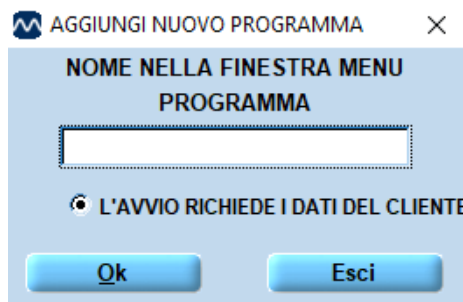 AGGIUNGI NUOVO PROGRAMMA
NOME NELLA FINESTRA MENU
PROGRAMMA
L'AVVIO RICHIEDE I DATI DEL CLIENTE
Ok
Esci